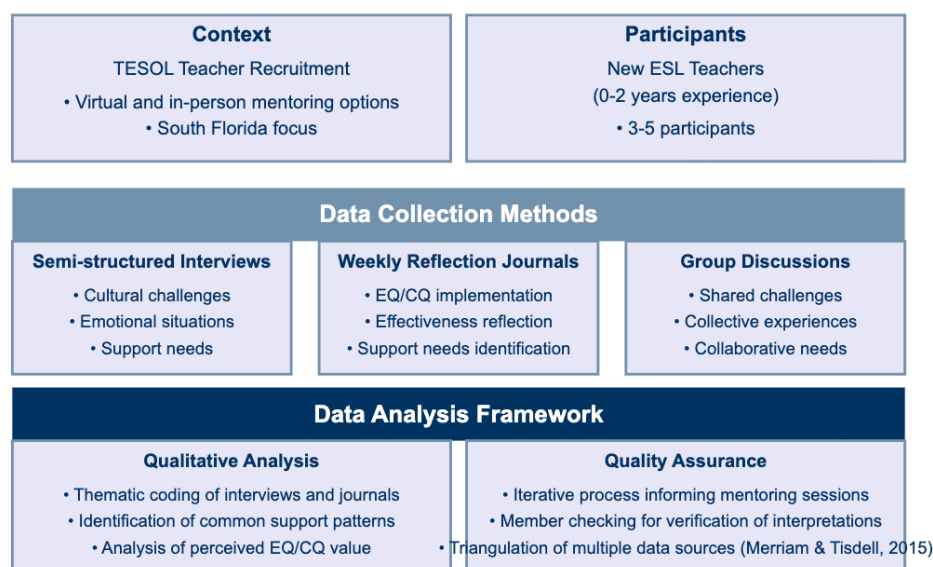 Context
TESOL Teacher Recruitment
• Virtual and in-person mentoring options
• South Florida focus
Participants
New ESL Teachers
(0-2 years experience)
• 3-5 participants
Data Collection Methods
Semi-structured Interviews
• Cultural challenges
• Emotional situations
• Support needs
Weekly Reflection Journals
• EQ/CQ implementation
• Effectiveness reflection
• Support needs identification
Group Discussions
• Shared challenges
• Collective experiences
• Collaborative needs
Data Analysis Framework
Qualitative Analysis
• Thematic coding of interviews and journals
• Identification of common support patterns
• Analysis of perceived EQ/CQ value
Quality Assurance
• Iterative process informing mentoring sessions
• Member checking for verification of interpretations
• Triangulation of multiple data sources (Merriam & Tisdell, 2015)